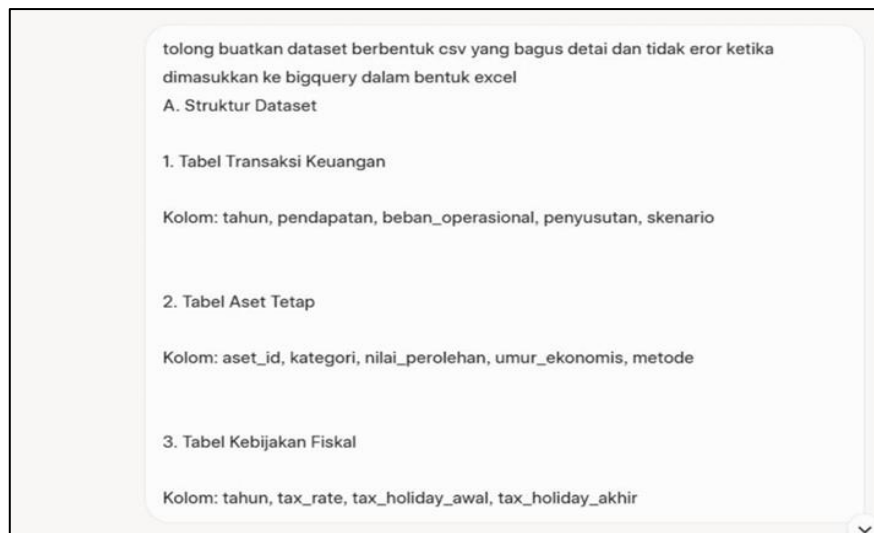 tolong buatkan dataset berbentuk csv yang bagus detai dan tidak eror ketika
dimasukkan ke bigquery dalam bentuk excel
A. Struktur Dataset
1. Tabel Transaksi Keuangan
Kolom: tahun, pendapatan, beban_operasional, penyusutan, skenario
2. Tabel Aset Tetap
Kolom: aset_id, kategori, nilai_perolehan, umur_ekonomis, metode
3. Tabel Kebijakan Fiskal
Kolom: tahun, tax_rate, tax_holiday_awal, tax_holiday_akhir